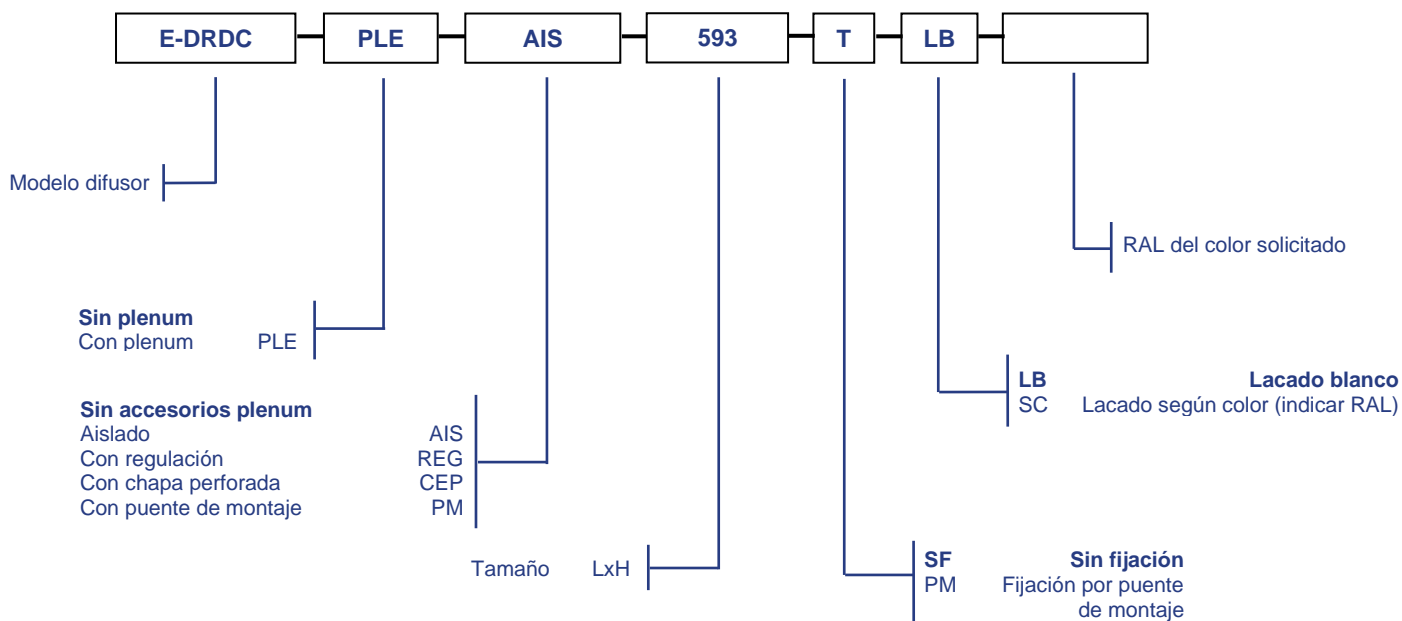 E-DRDC PLE AIS 593 T LB
Modelo difusor
RAL del color solicitado
Sin plenum
Con plenum PLE
LB Lacado blanco
SC Lacado según color (indicar RAL)
Sin accesorios plenum
Aislado AIS
Con regulación REG
Con chapa perforada CEP
Con puente de montaje PM
Tamaño LxH
SF Sin fijación
PM Fijación por puente
de montaje